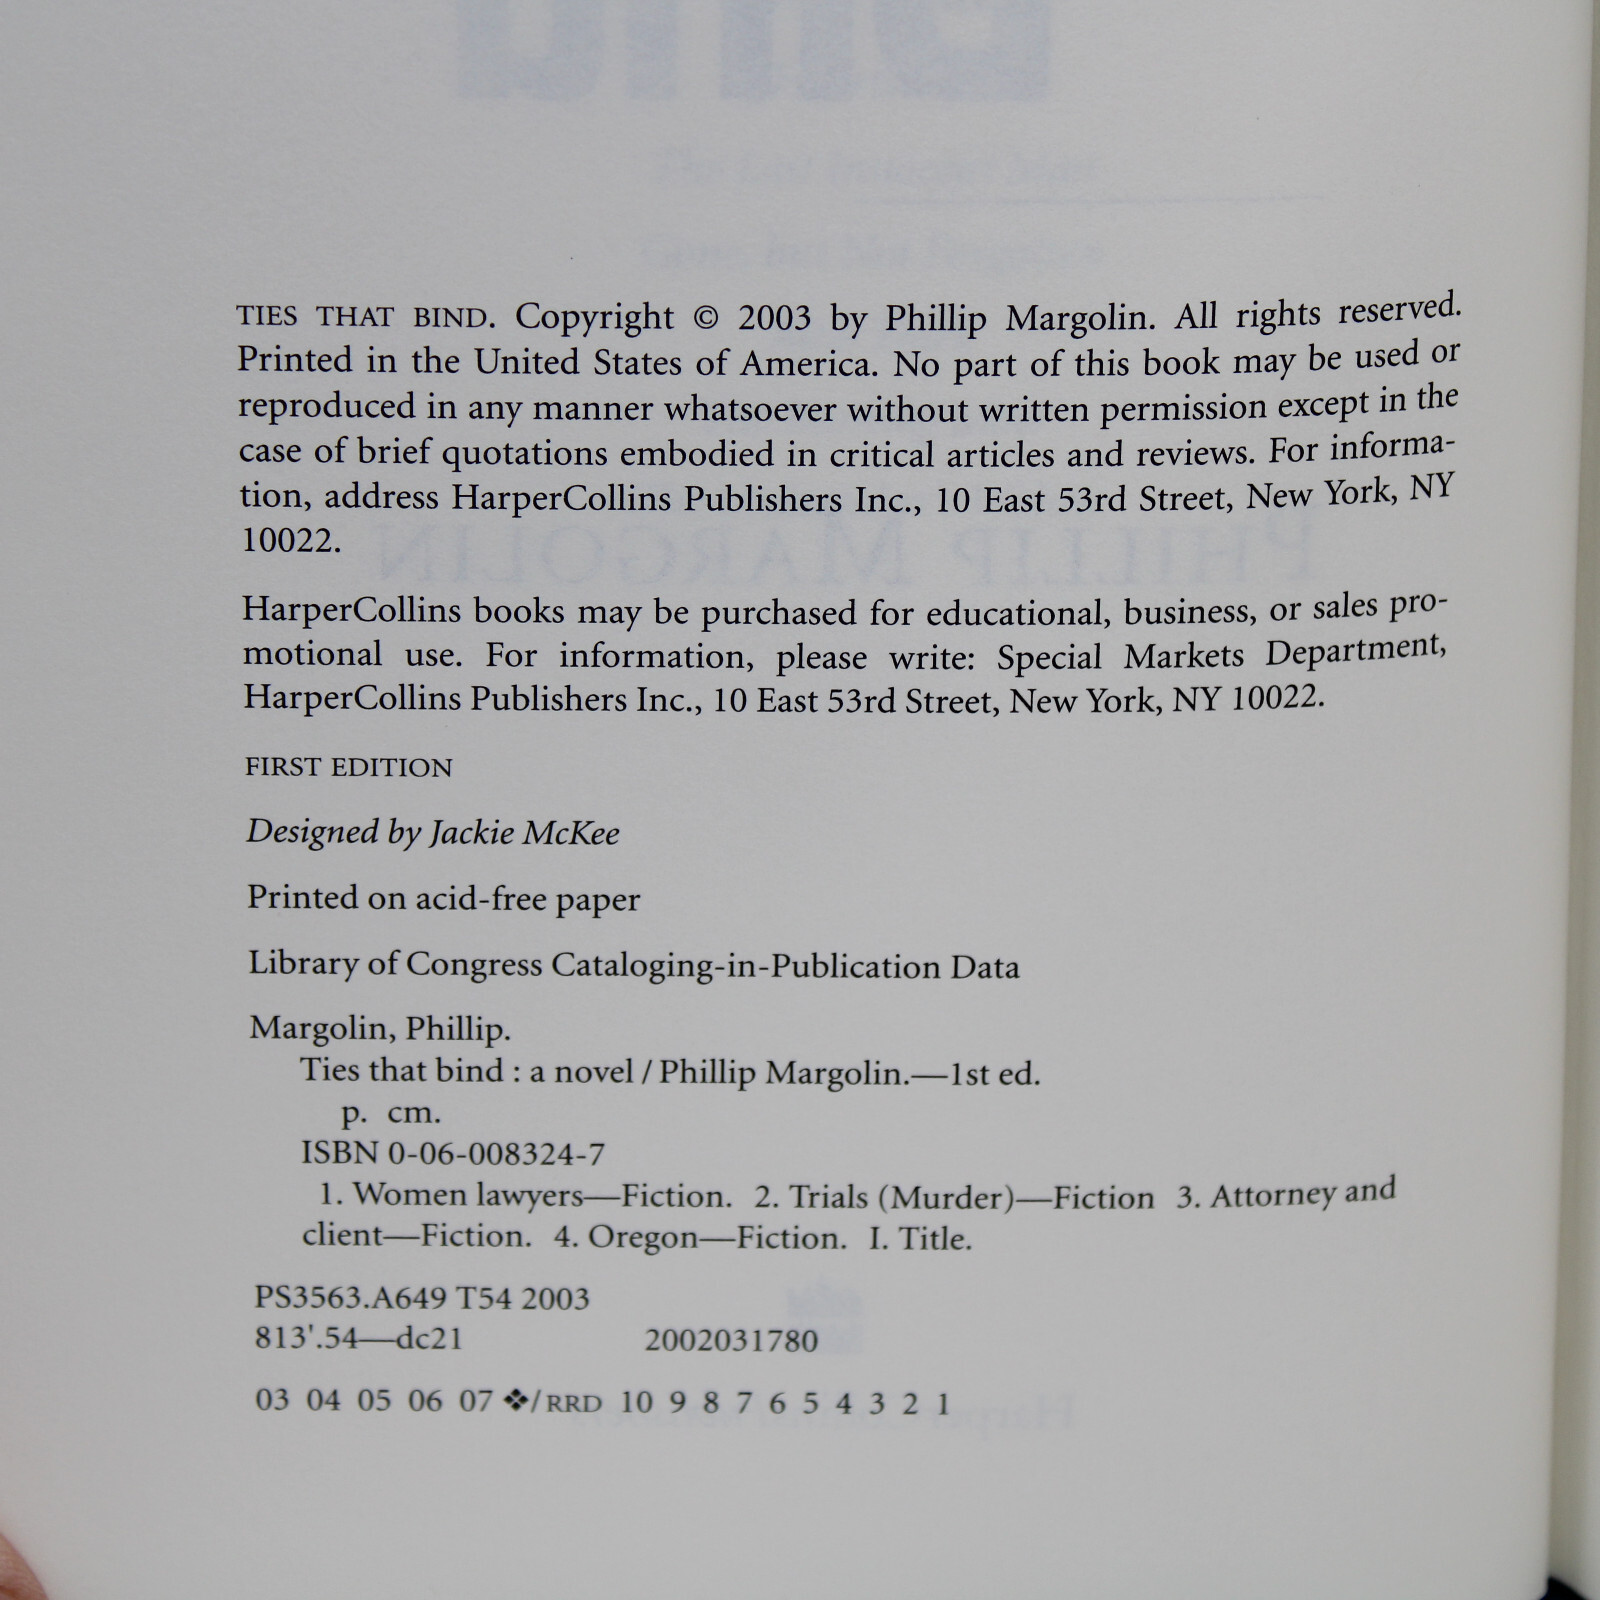 TIES THAT BIND. Copyright © 2003 by Phillip Margolin. All rights reserved.
Printed in the United States of America. No part of this book may be used or
reproduced in any manner whatsoever without written permission except in the
case of brief quotations embodied in critical articles and reviews. For informa-
tion, address HarperCollins Publishers Inc., 10 East 53rd Street, New York, NY
10022.
HarperCollins books may be purchased for educational, business, or sales pro-
motional use. For information, please write: Special Markets Department,
HarperCollins Publishers Inc., 10 East 53rd Street, New York, NY 10022.
FIRST EDITION
Designed by Jackie McKee
Printed on acid-free paper
Library of Congress Cataloging-in-Publication Data
Margolin, Phillip.
Ties that bind : a novel / Phillip Margolin.—1st ed.
p. cm.
ISBN 0-06-008324-7
1. Women lawyers—Fiction. 2. Trials (Murder)—Fiction 3. Attorney and
client—Fiction. 4. Oregon—Fiction. I. Title.
PS3563.A649 T54 2003
813'.54—dc21 2002031780
03 04 05 06 07 ❖/RRD 10 9 8 7 6 5 4 3 2 1